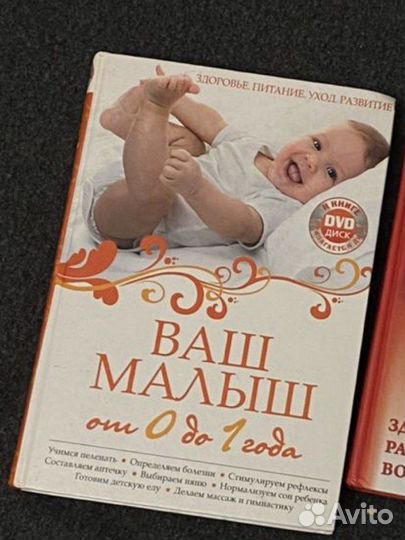 ЗДОРОВЬЕ. ПИТАНИЕ. УХОД. РАЗВИТИЕ
К КНИГЕ
DVD
ДИСК
ПРИЛАГАЕТСЯ
ВАШ
МАЛЫШ
от 0 до 1 года
Учимся пеленать • Определяем болезни • Стимулируем рефлексы
Составляем аптечку • Выбираем няню • Нормализуем сон ребенка
Готовим детскую еду • Делаем массаж и гимнастику
ЗД
РА
ВО
Avito